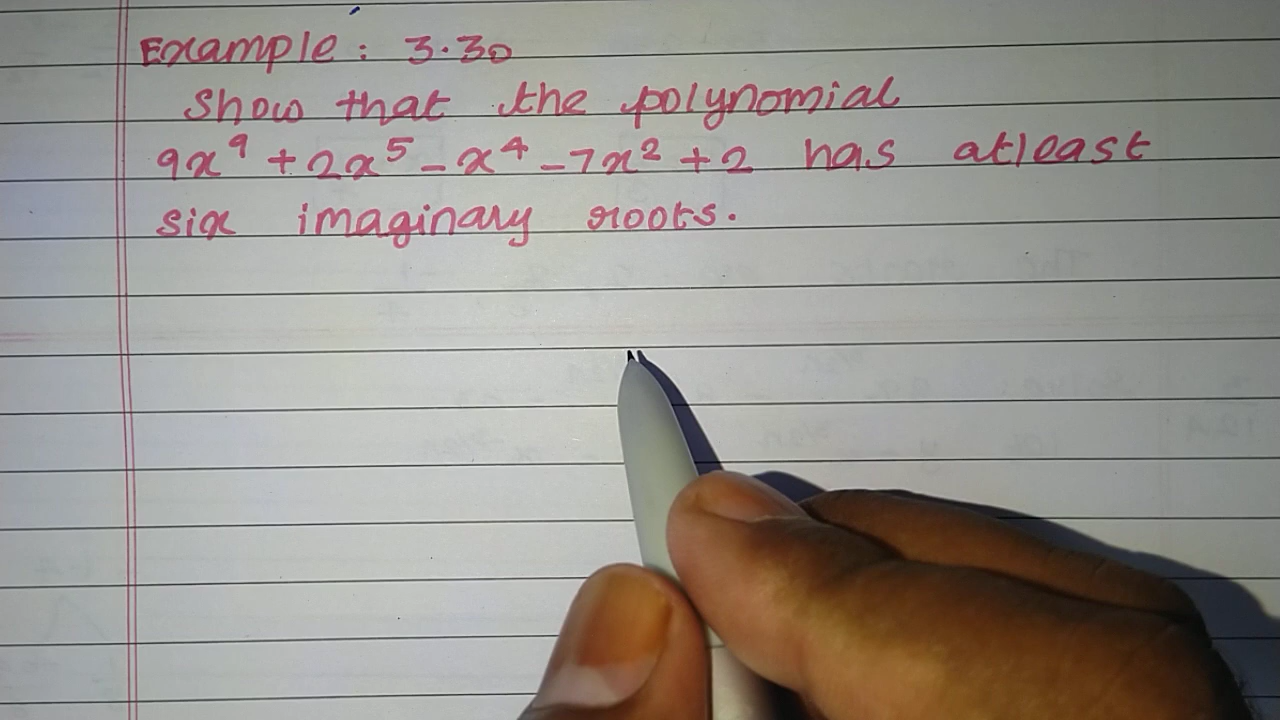 Example : 3.30
Show that the polynomial
9x⁹ + 2x⁵ - x⁴ - 7x² + 2 has atleast
six imaginary roots.